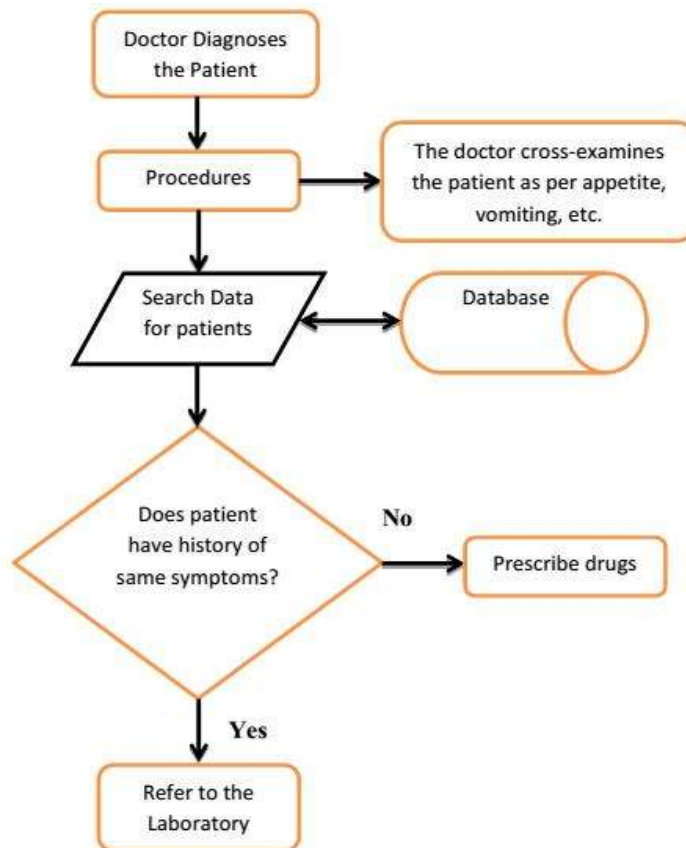 Doctor Diagnoses
the Patient
Procedures
The doctor cross-examines
the patient as per appetite,
vomiting, etc.
Search Data
for patients
Database
Does patient
have history of
same symptoms?
No
Prescribe drugs
Yes
Refer to the
Laboratory